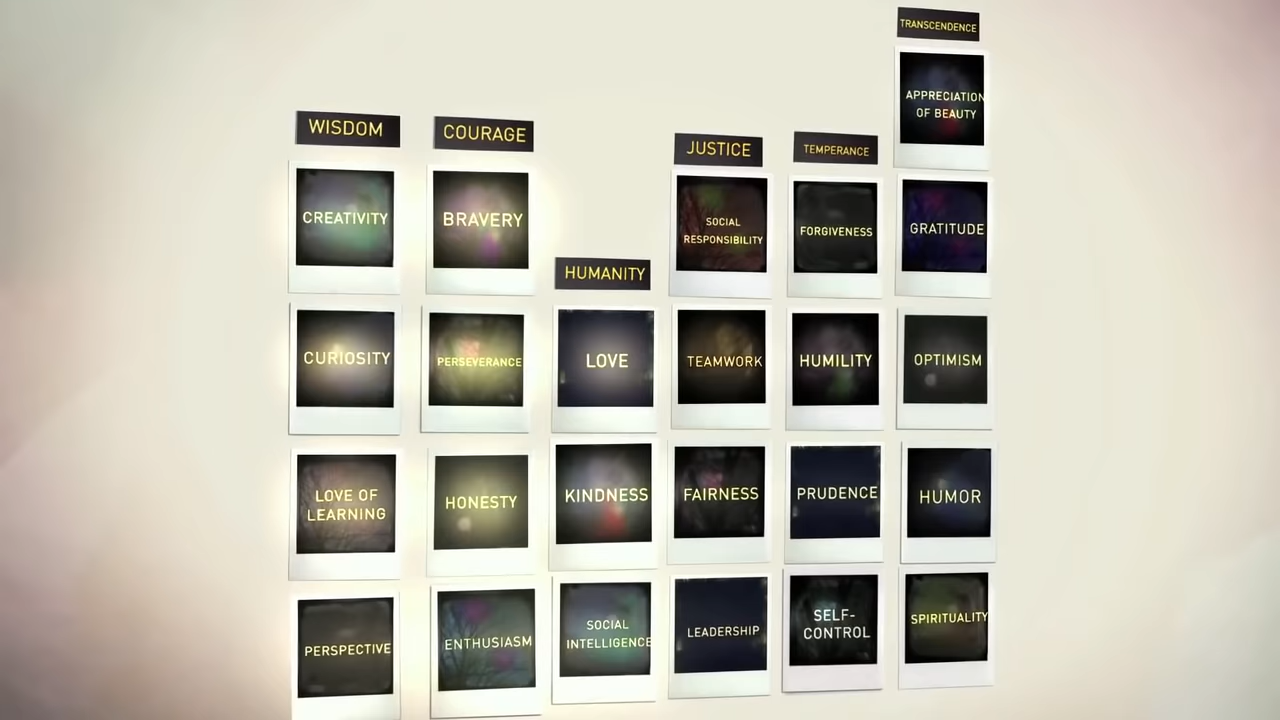 TRANSCENDENCE
APPRECIATION
OF BEAUTY
WISDOM
COURAGE
JUSTICE
TEMPERANCE
CREATIVITY
BRAVERY
SOCIAL
RESPONSIBILITY
FORGIVENESS
GRATITUDE
HUMANITY
CURIOSITY
PERSEVERANCE
LOVE
TEAMWORK
HUMILITY
OPTIMISM
LOVE OF
LEARNING
HONESTY
KINDNESS
FAIRNESS
PRUDENCE
HUMOR
PERSPECTIVE
ENTHUSIASM
SOCIAL
INTELLIGENCE
LEADERSHIP
SELF-
CONTROL
SPIRITUALITY